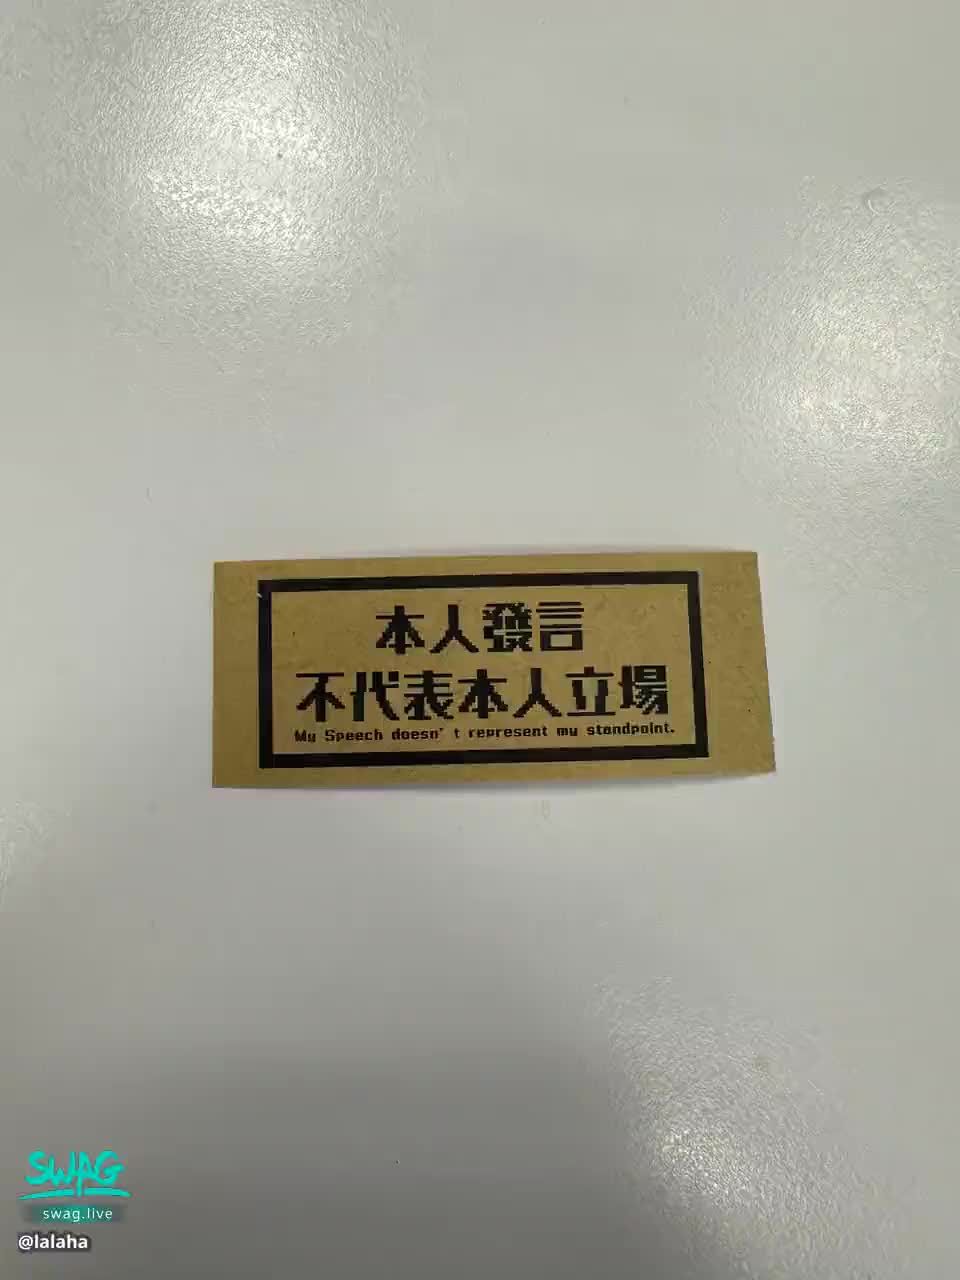 本人發言
不代表本人立場
My Speech doesn't represent my standpoint.
SWAG
swag.live
@lalaha